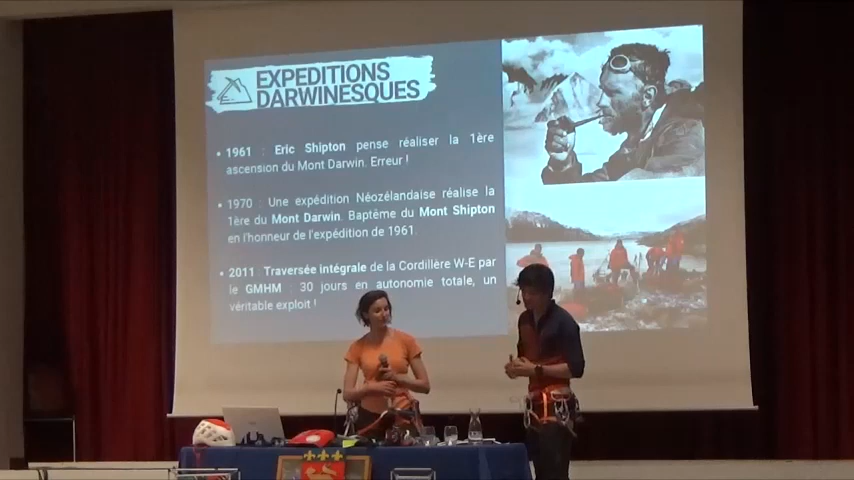 EXPEDITIONS
DARWINESQUES
• 1961 : Eric Shipton pense réaliser la 1ère
ascension du Mont Darwin. Erreur !
• 1970 : Une expédition Néozélandaise réalise la
1ère du Mont Darwin. Baptême du Mont Shipton
en l'honneur de l'expédition de 1961.
• 2011 : Traversée intégrale de la Cordillère W-E par
le GMHM : 30 jours en autonomie totale, un
véritable exploit !